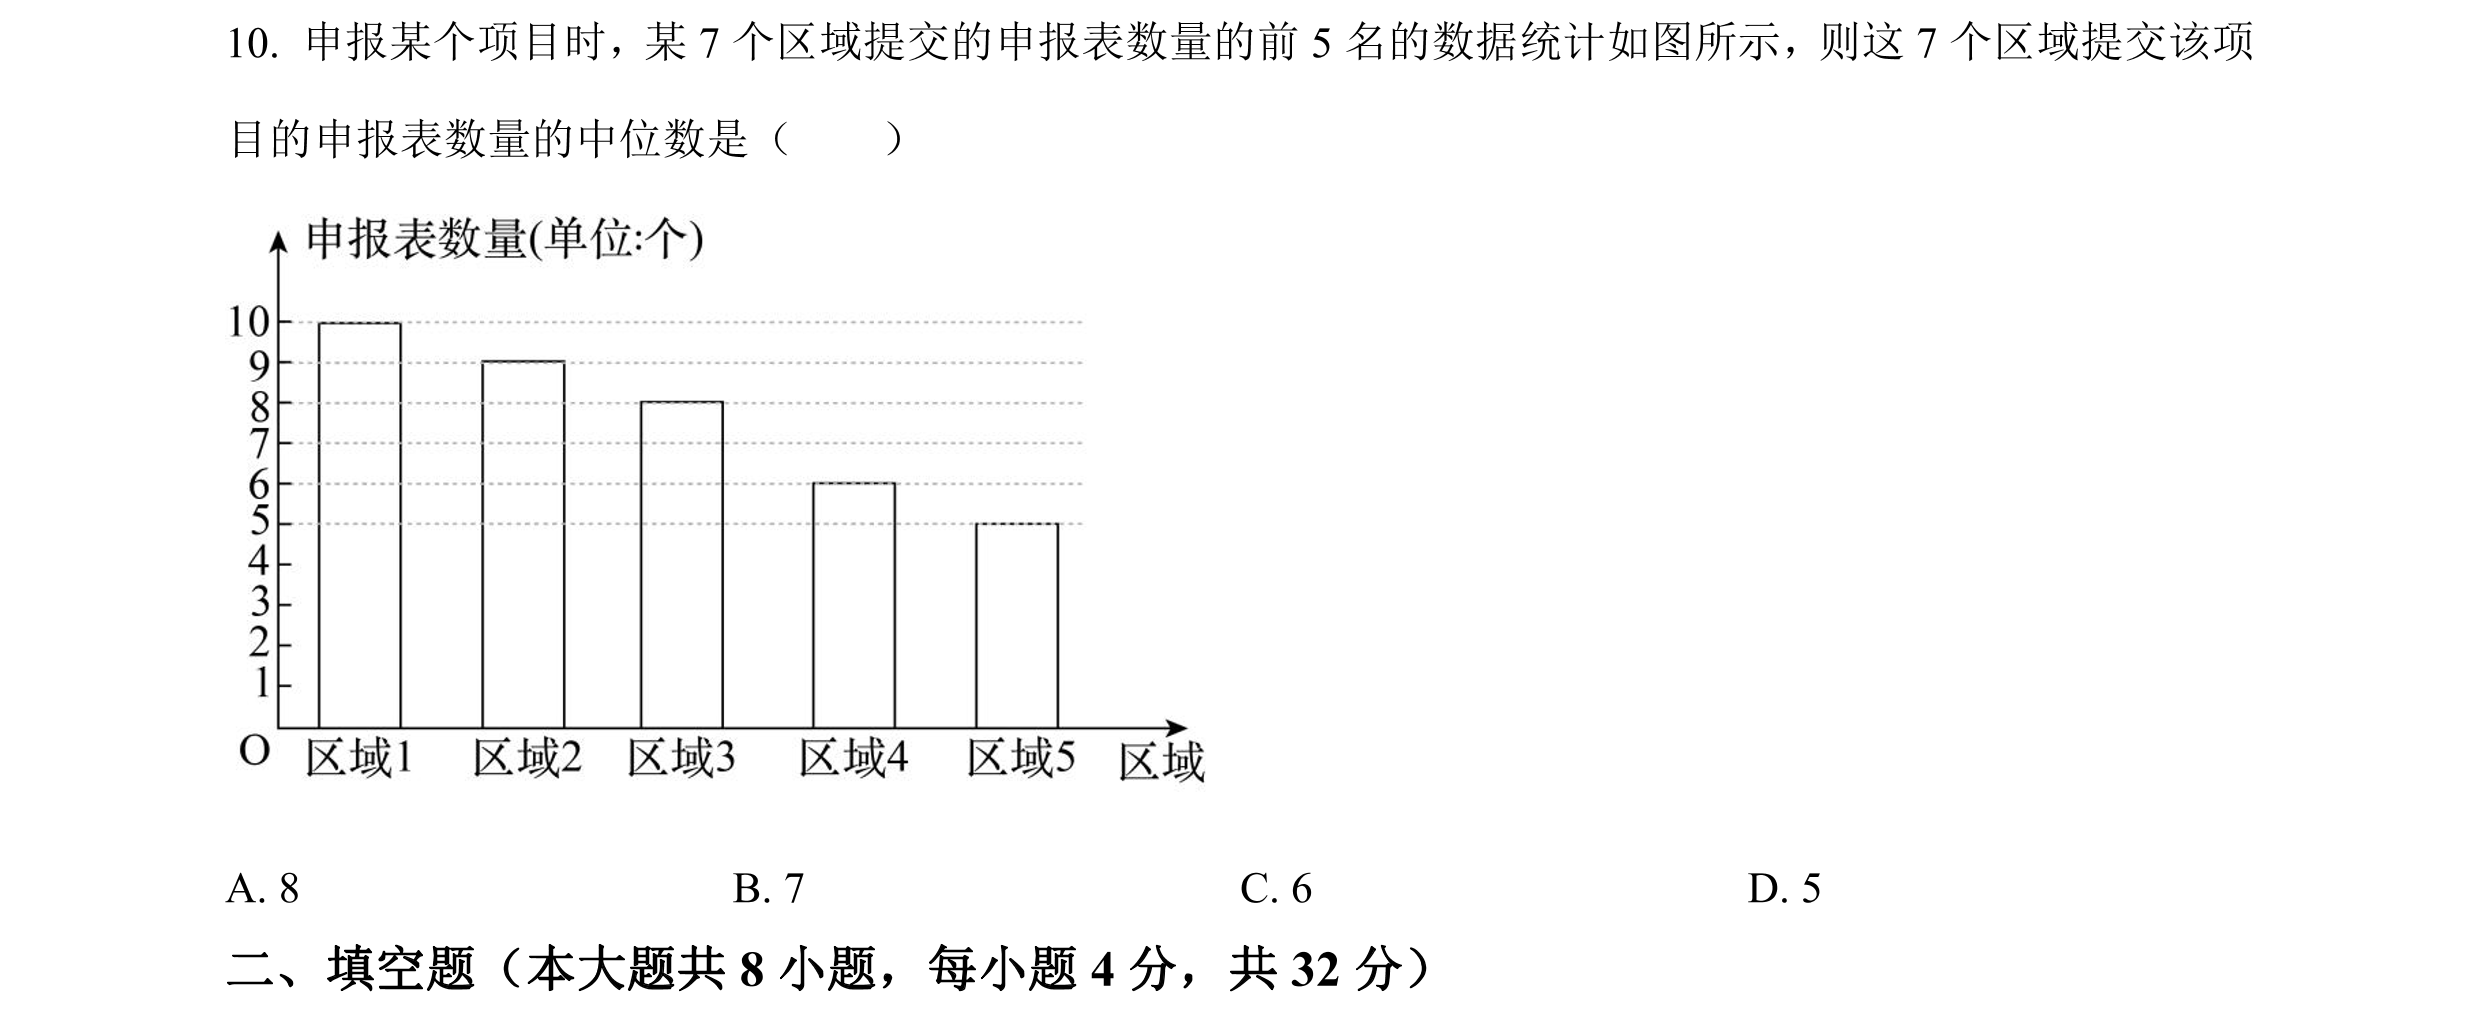 10. 申报某个项目时，某 7 个区域提交的申报表数量的前 5 名的数据统计如图所示，则这 7 个区域提交该项
目的申报表数量的中位数是（　　）
申报表数量(单位:个)
10
9
8
7
6
5
4
3
2
1
O 区域1 区域2 区域3 区域4 区域5 区域
A. 8 B. 7 C. 6 D. 5
二、填空题（本大题共 8 小题，每小题 4 分，共 32 分）